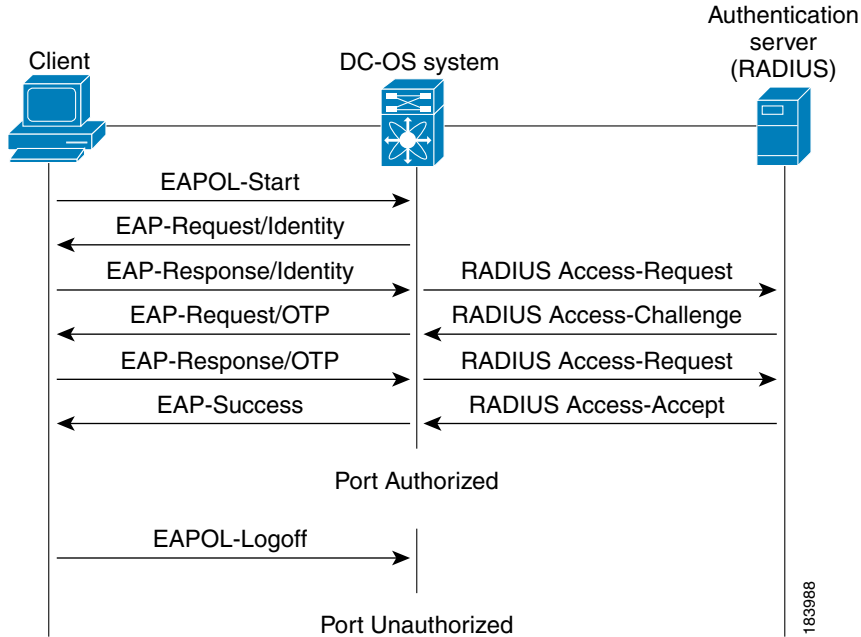 Client
DC-OS system
Authentication
server
(RADIUS)
EAPOL-Start
EAP-Request/Identity
EAP-Response/Identity
RADIUS Access-Request
EAP-Request/OTP
RADIUS Access-Challenge
EAP-Response/OTP
RADIUS Access-Request
EAP-Success
RADIUS Access-Accept
Port Authorized
EAPOL-Logoff
Port Unauthorized
183988